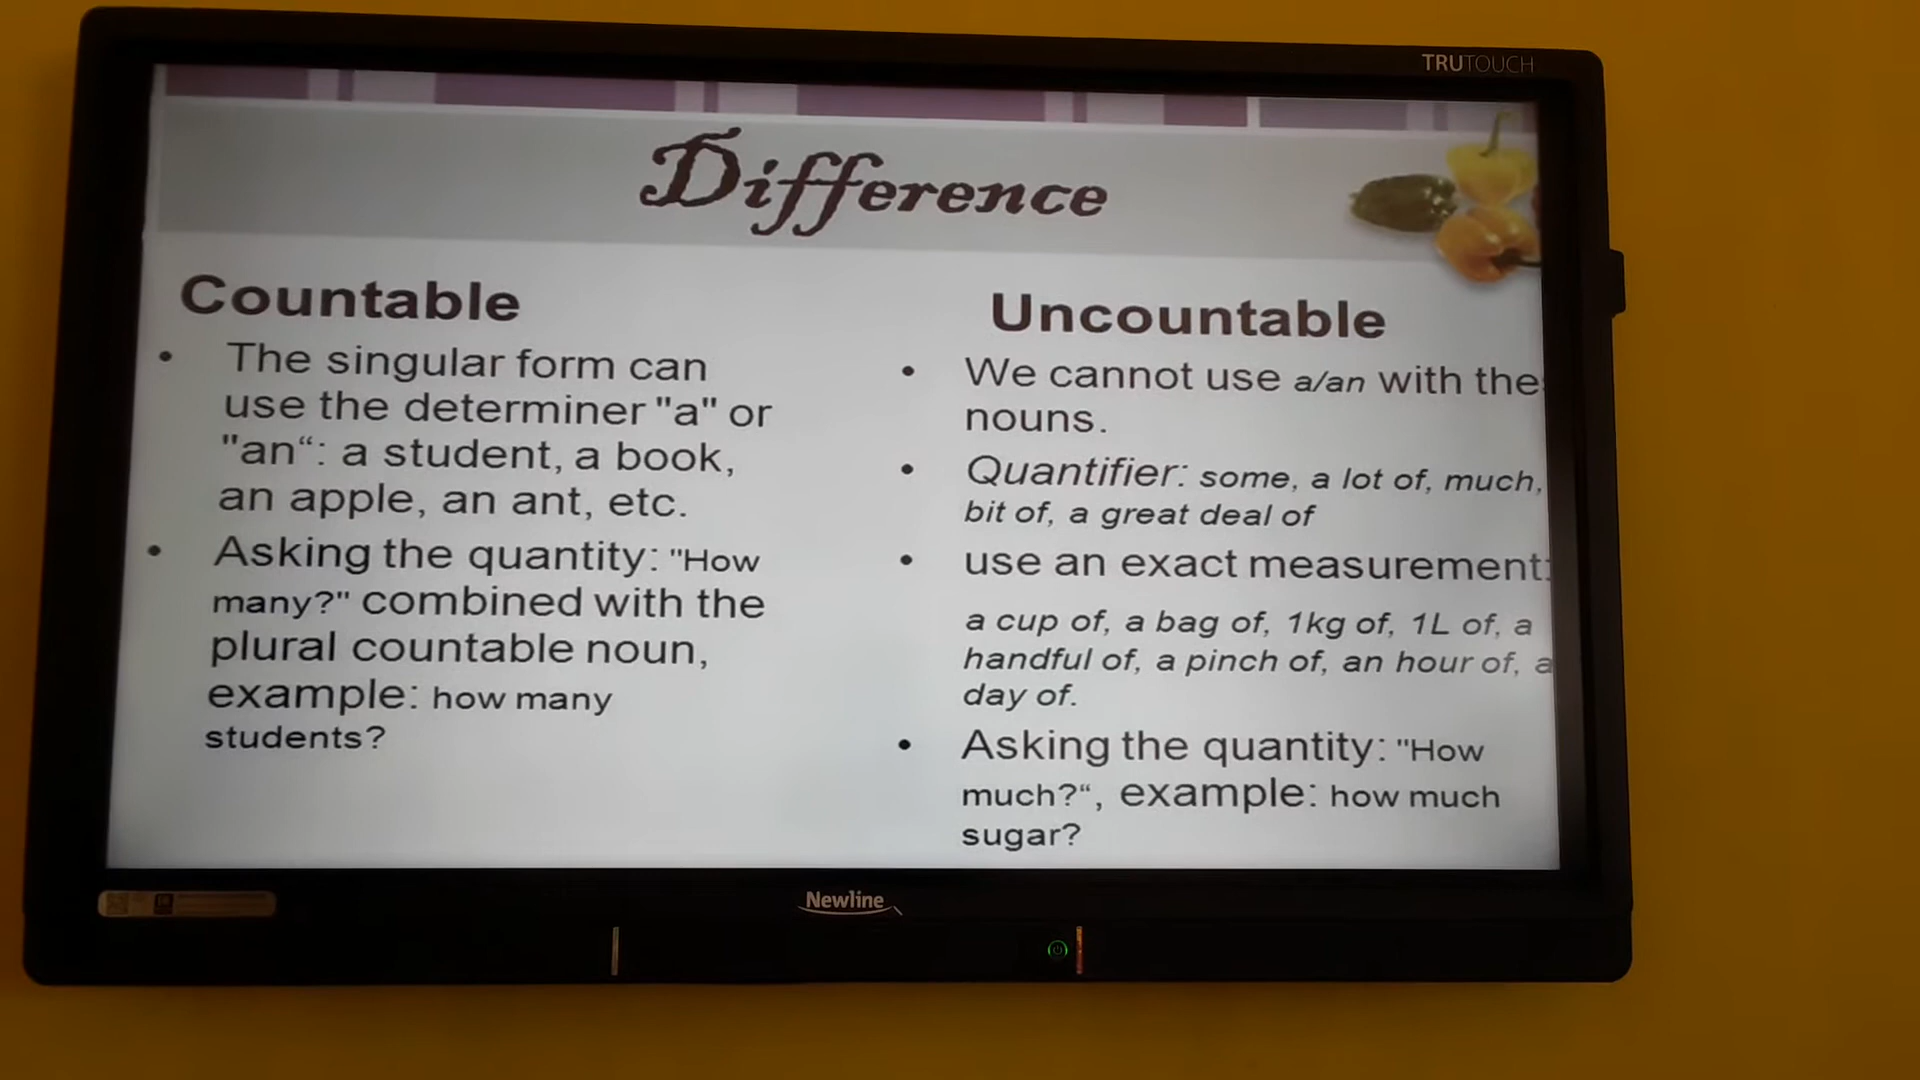 TRUTOUCH
Difference
Countable
• The singular form can
use the determiner "a" or
"an“: a student, a book,
an apple, an ant, etc.
• Asking the quantity: "How
many?" combined with the
plural countable noun,
example: how many
students?
Uncountable
• We cannot use a/an with the
nouns.
• Quantifier: some, a lot of, much,
bit of, a great deal of
• use an exact measurement:
a cup of, a bag of, 1kg of, 1L of, a
handful of, a pinch of, an hour of, a
day of.
• Asking the quantity: "How
much?“, example: how much
sugar?
Newline